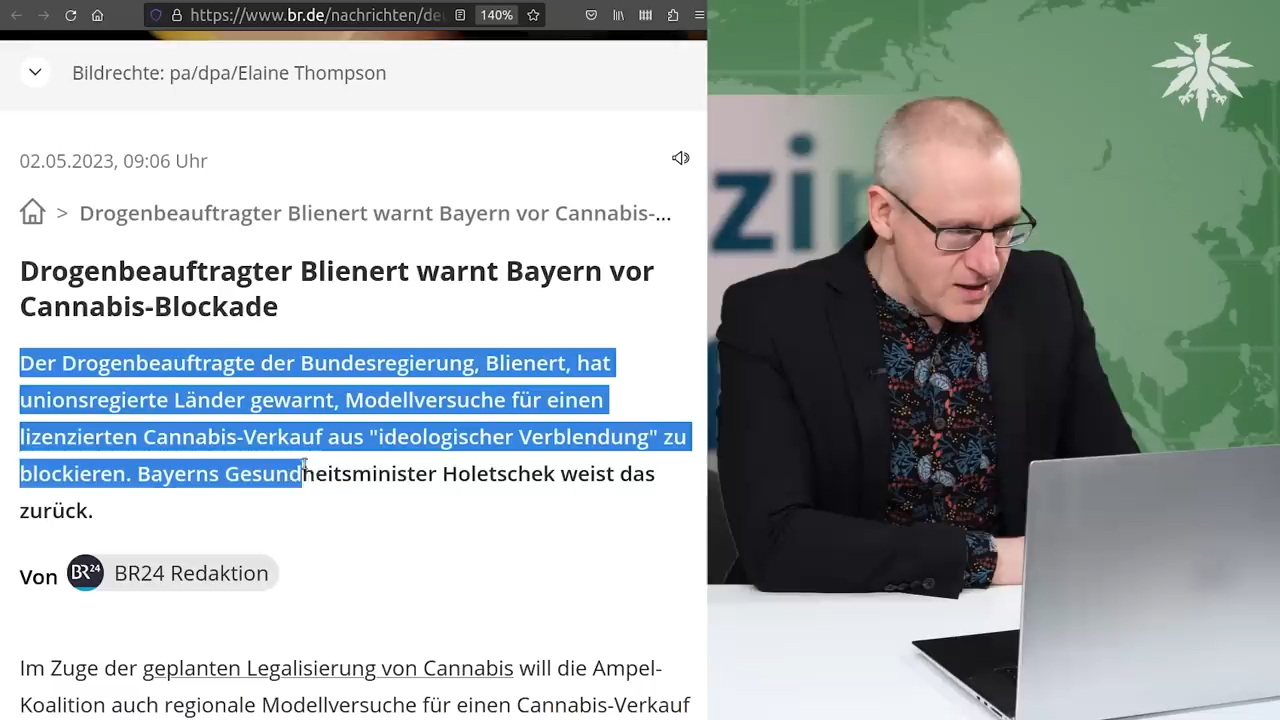 https://www.br.de/nachrichten/de
140%
Bildrechte: pa/dpa/Elaine Thompson
02.05.2023, 09:06 Uhr
> Drogenbeauftragter Blienert warnt Bayern vor Cannabis-...
Drogenbeauftragter Blienert warnt Bayern vor
Cannabis-Blockade
Der Drogenbeauftragte der Bundesregierung, Blienert, hat
unionsregierte Länder gewarnt, Modellversuche für einen
lizenzierten Cannabis-Verkauf aus "ideologischer Verblendung" zu
blockieren. Bayerns Gesundheitsminister Holetschek weist das
zurück.
Von BR24 BR24 Redaktion
Im Zuge der geplanten Legalisierung von Cannabis will die Ampel-
Koalition auch regionale Modellversuche für einen Cannabis-Verkauf
zin